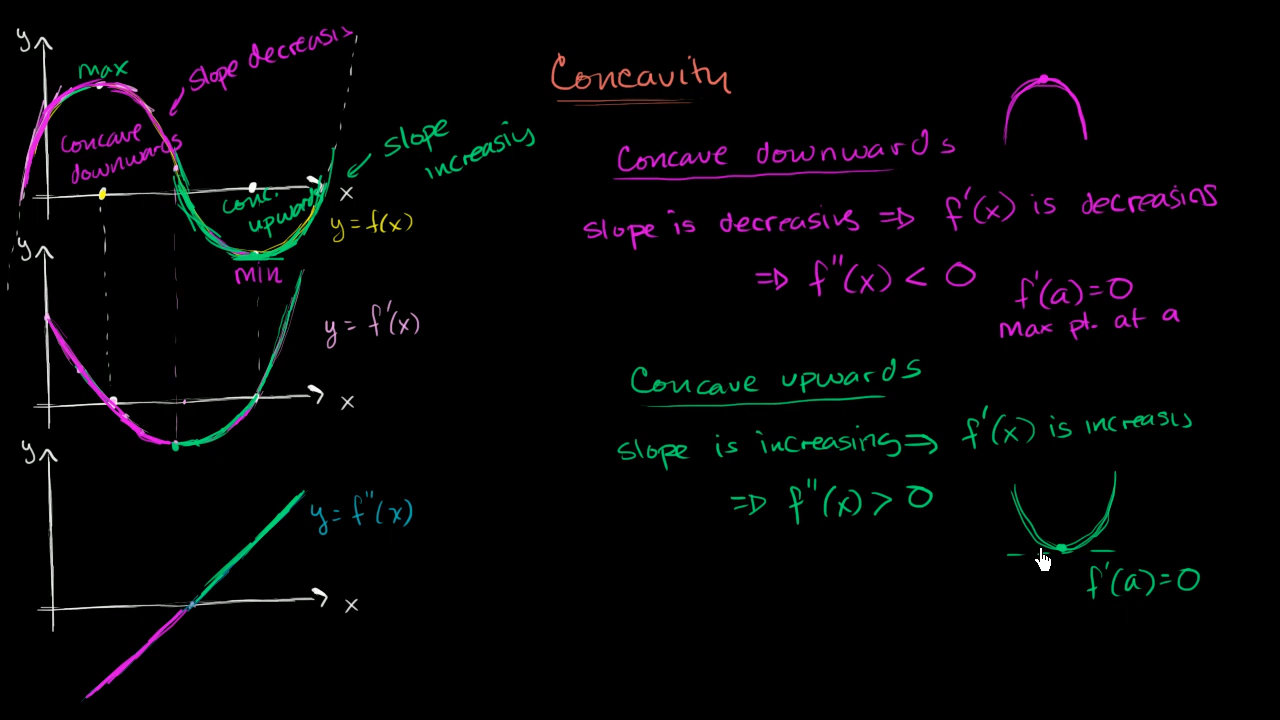 y
max
slope decreasing
concave
downwards
slope
increasing
conc.
upwards
x
y = f(x)
min
y
y = f'(x)
x
y
y = f"(x)
x
Concavity
Concave downwards
slope is decreasing ⇒ f'(x) is decreasing
⇒ f"(x) < 0
f'(a) = 0
max pt. at a
Concave upwards
slope is increasing ⇒ f'(x) is increasing
⇒ f"(x) > 0
f'(a) = 0